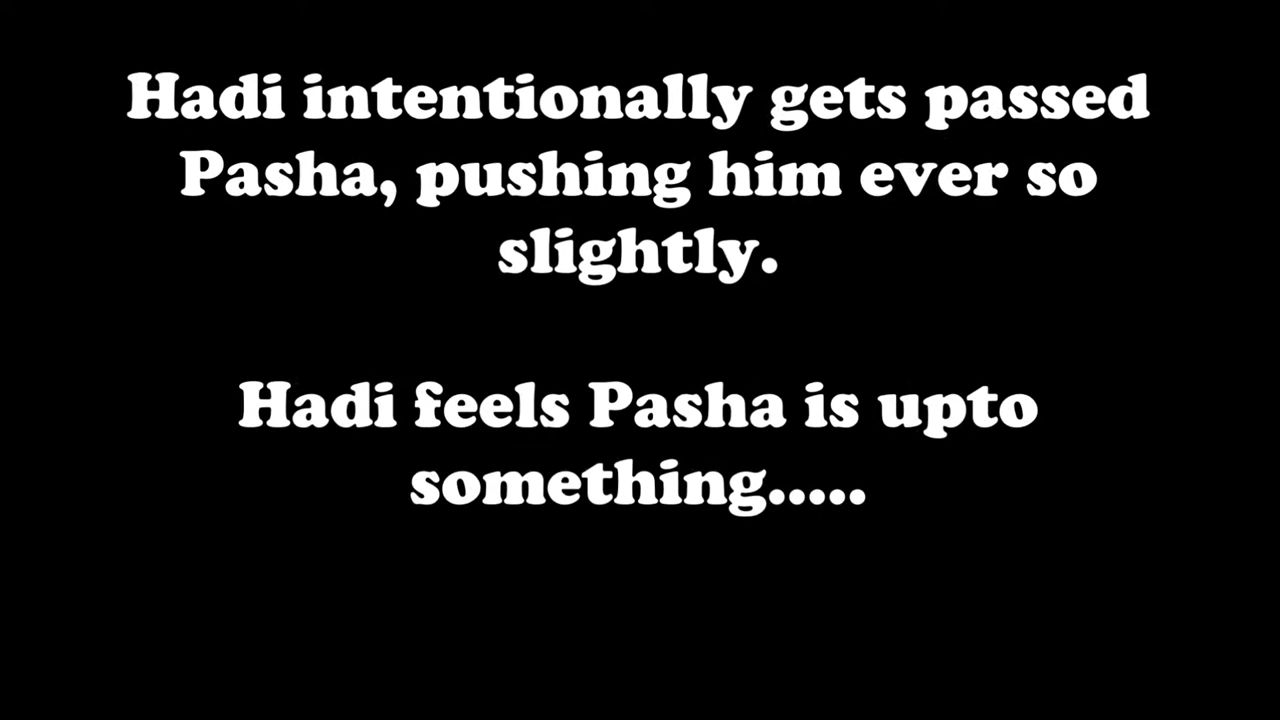 Hadi intentionally gets passed
Pasha, pushing him ever so
slightly.
Hadi feels Pasha is upto
something.....